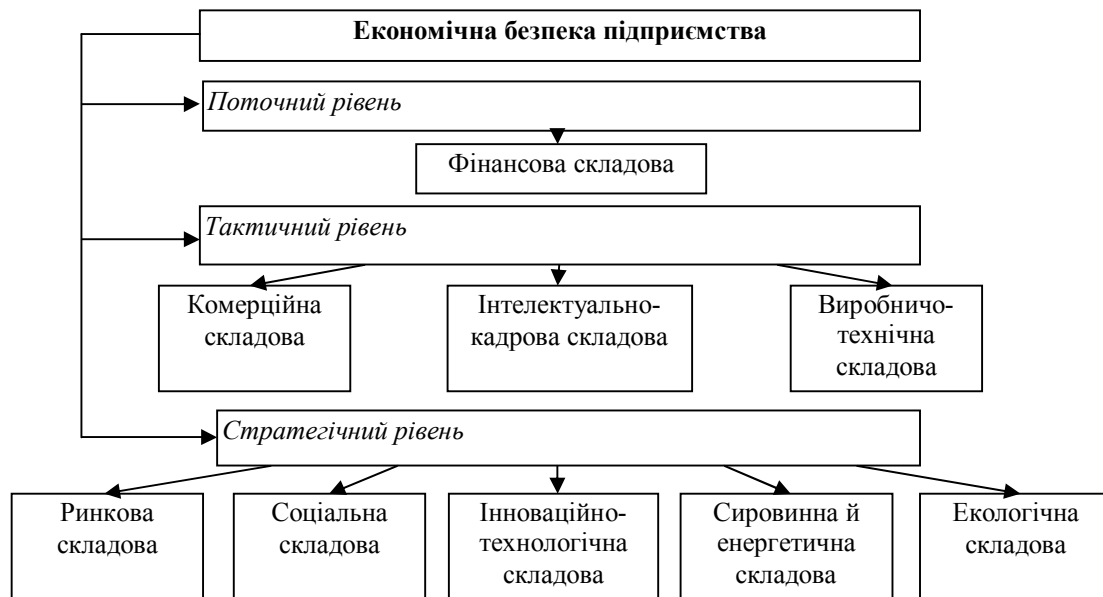 Економічна безпека підприємства
Поточний рівень
Фінансова складова
Тактичний рівень
Комерційна
складова
Інтелектуально-
кадрова складова
Виробничо-
технічна
складова
Стратегічний рівень
Ринкова
складова
Соціальна
складова
Інноваційно-
технологічна
складова
Сировинна й
енергетична
складова
Екологічна
складова